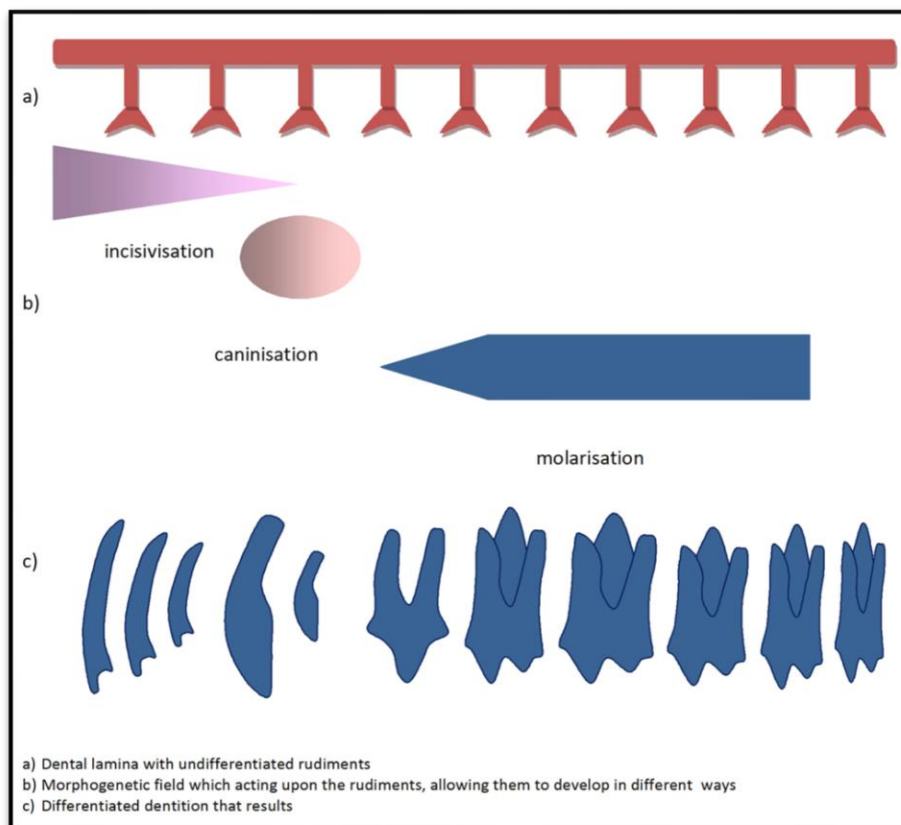 a)
incisivisation
b)
caninisation
molarisation
c)
a) Dental lamina with undifferentiated rudiments
b) Morphogenetic field which acting upon the rudiments, allowing them to develop in different ways
c) Differentiated dentition that results